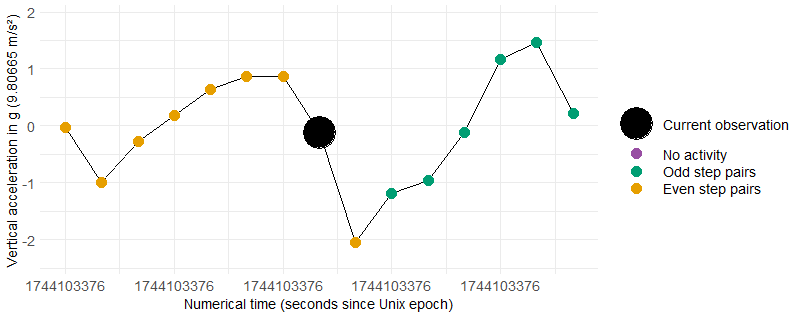 Vertical acceleration in g (9.80665 m/s²)
2
1
0
-1
-2
1744103376 1744103376 1744103376 1744103376 1744103376
Numerical time (seconds since Unix epoch)
Current observation
No activity
Odd step pairs
Even step pairs